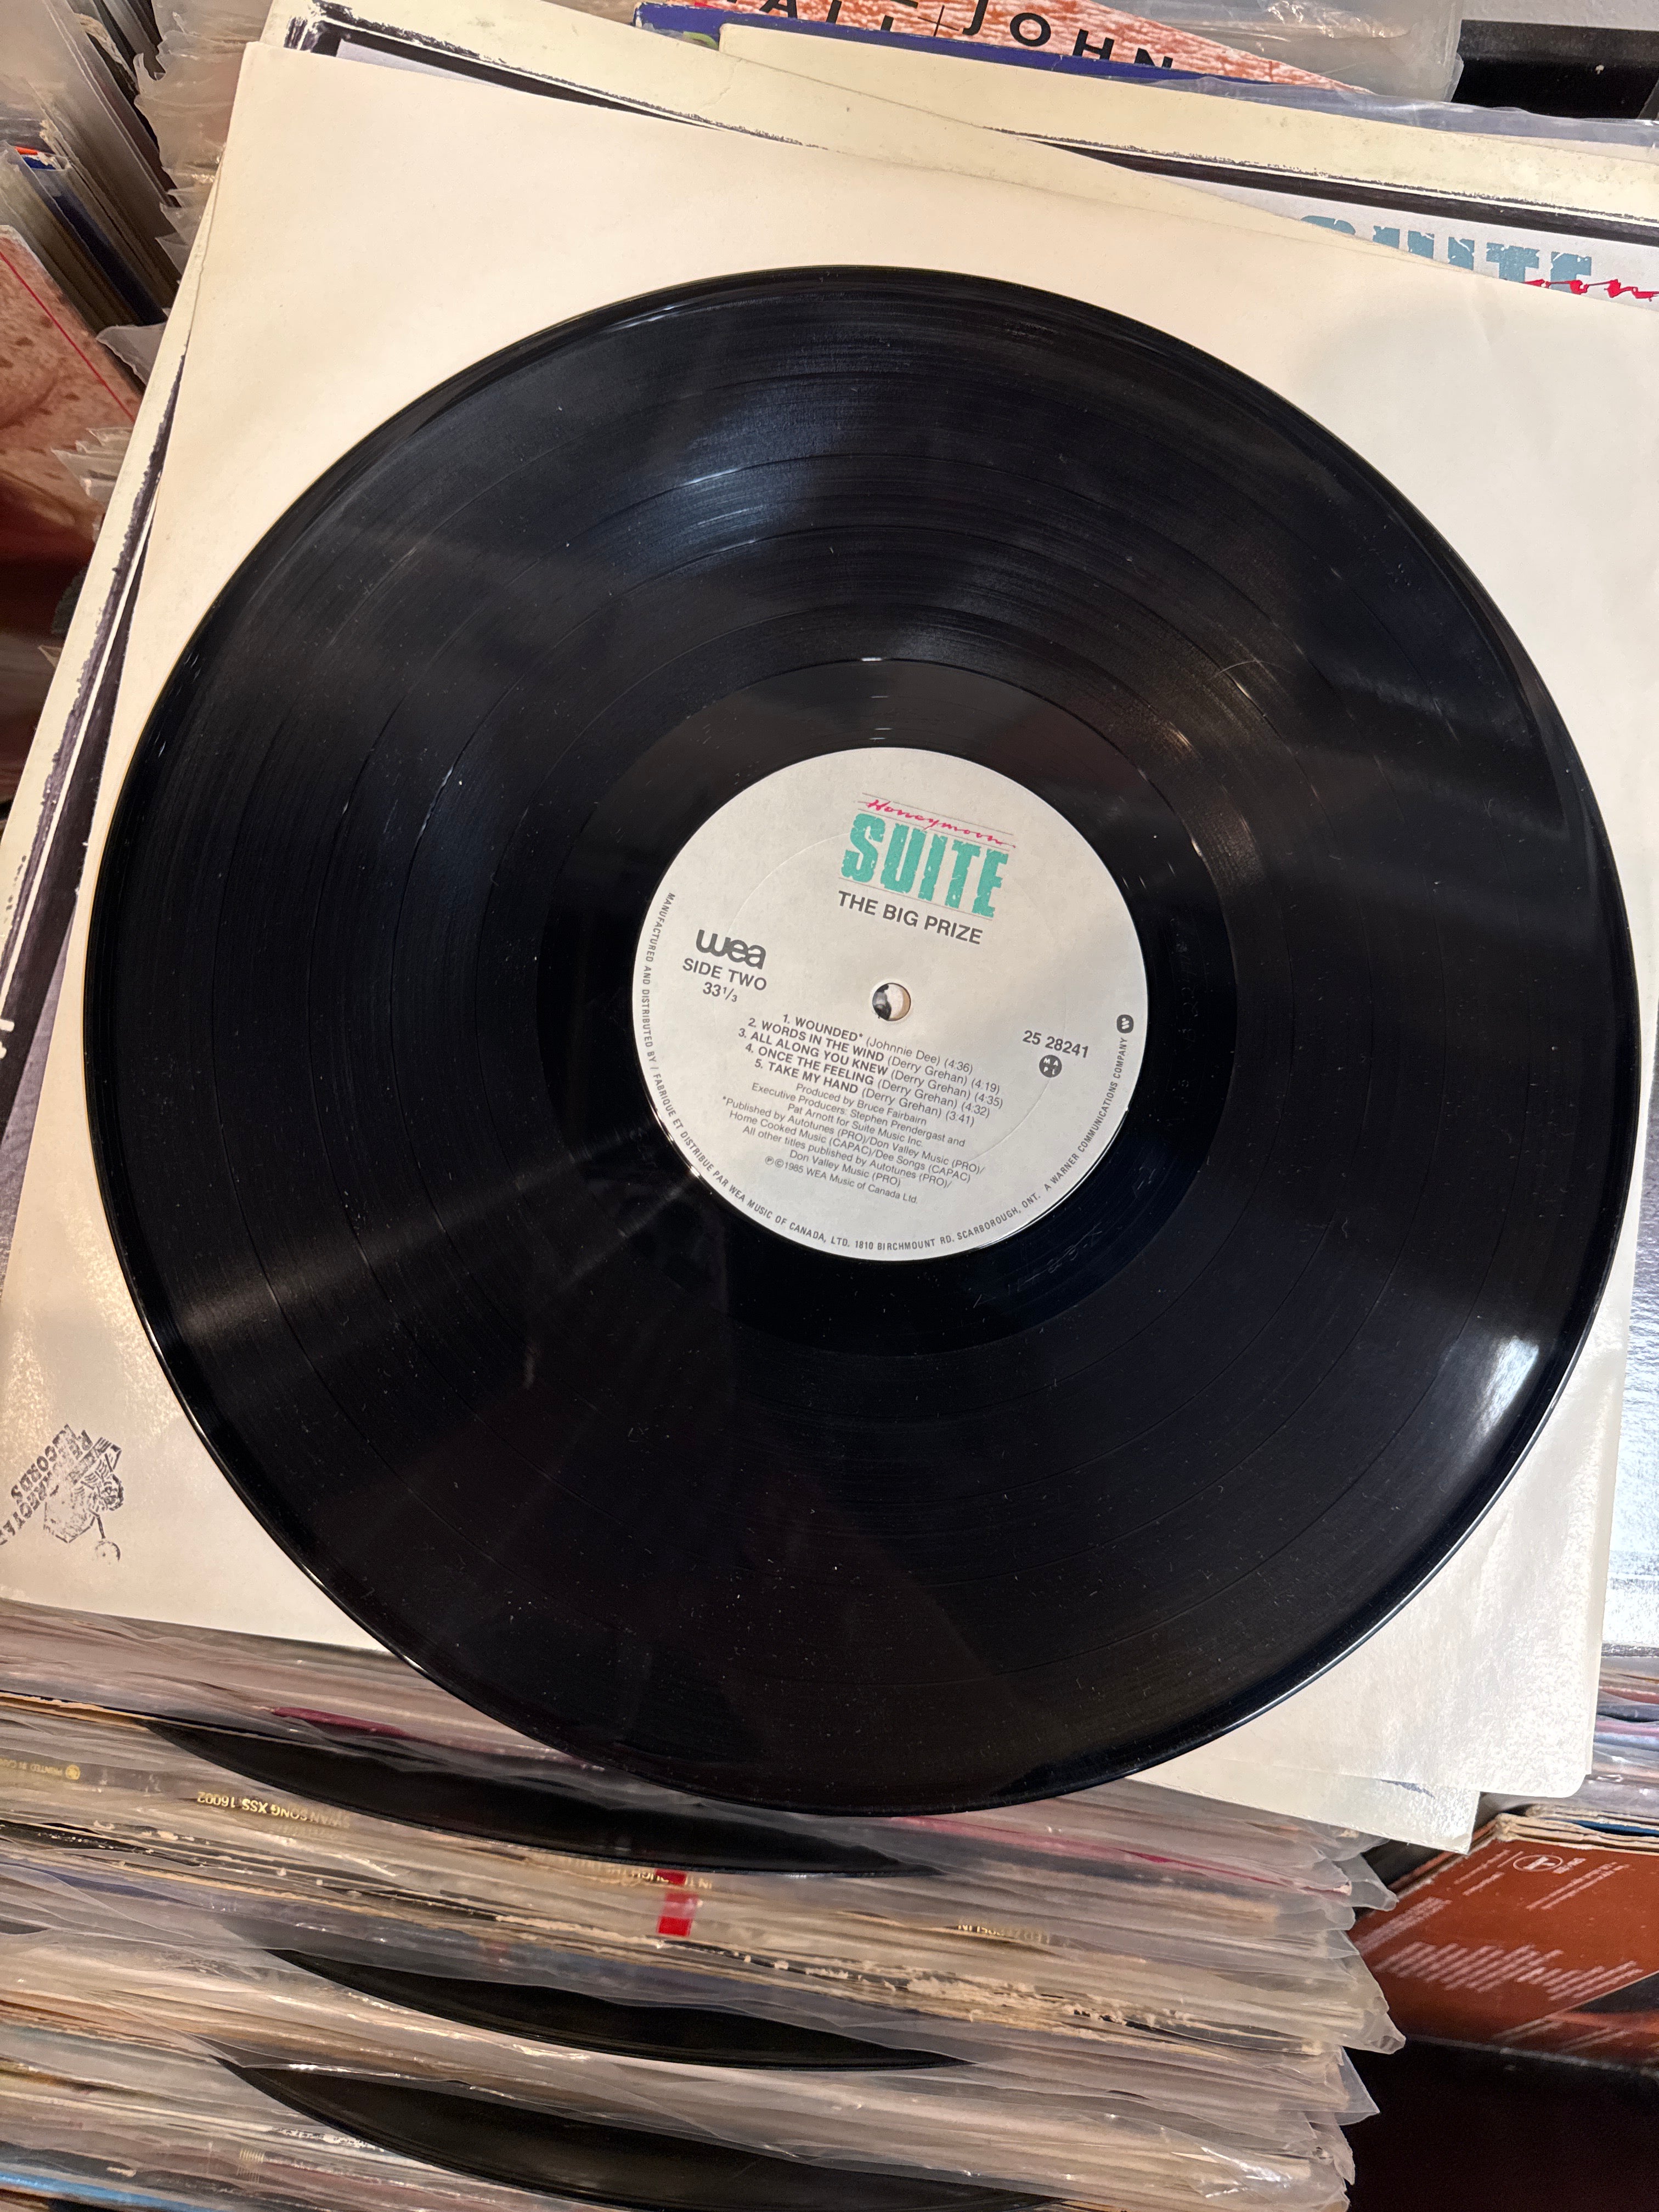 JOHN
SUITE
Honeymoon
SUITE
THE BIG PRIZE
wea
SIDE TWO
33⅓
25 28241
MAPL
1. WOUNDED* (Johnnie Dee) (4:36)
2. WORDS IN THE WIND (Derry Grehan) (4:19)
3. ALL ALONG YOU KNEW (Derry Grehan) (4:35)
4. ONCE THE FEELING (Derry Grehan) (4:32)
5. TAKE MY HAND (Derry Grehan) (3:41)
Produced by Bruce Fairbairn
Executive Producers: Stephen Prendergast and
Pat Arnott for Suite Music Inc.
*Published by Autotunes (PRO)/Don Valley Music (PRO)/
Home Cooked Music (CAPAC)/Dee Songs (CAPAC)
All other titles published by Autotunes (PRO)/
Don Valley Music (PRO)
℗©1985 WEA Music of Canada Ltd.
MANUFACTURED AND DISTRIBUTED BY / FABRIQUE ET DISTRIBUE PAR WEA MUSIC OF CANADA, LTD. 1810 BIRCHMOUNT RD. SCARBOROUGH, ONT. A WARNER COMMUNICATIONS COMPANY
RECORDS
PRINTED IN
SWAN SONG XSS 16002
LED ZEPPELIN